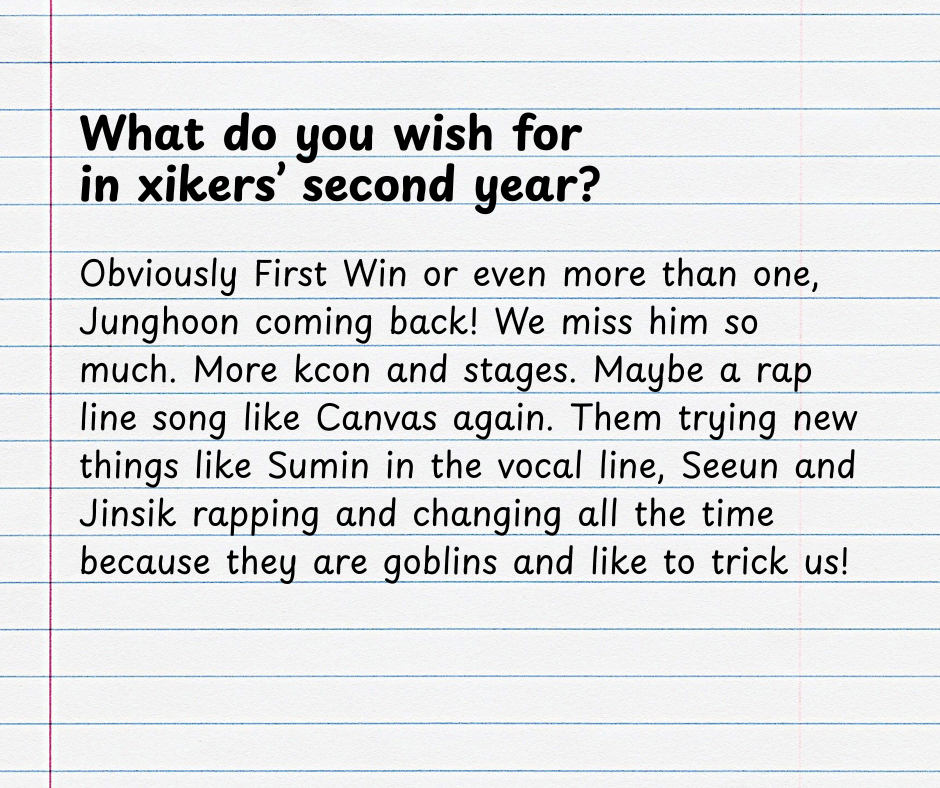 What do you wish for
in xikers’ second year?
Obviously First Win or even more than one,
Junghoon coming back! We miss him so
much. More kcon and stages. Maybe a rap
line song like Canvas again. Them trying new
things like Sumin in the vocal line, Seeun and
Jinsik rapping and changing all the time
because they are goblins and like to trick us!